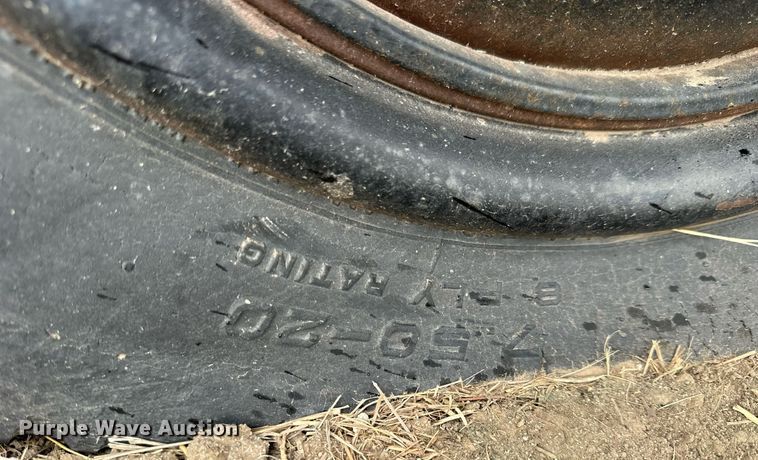 7.50-20
8 PLY RATING
Purple Wave Auction